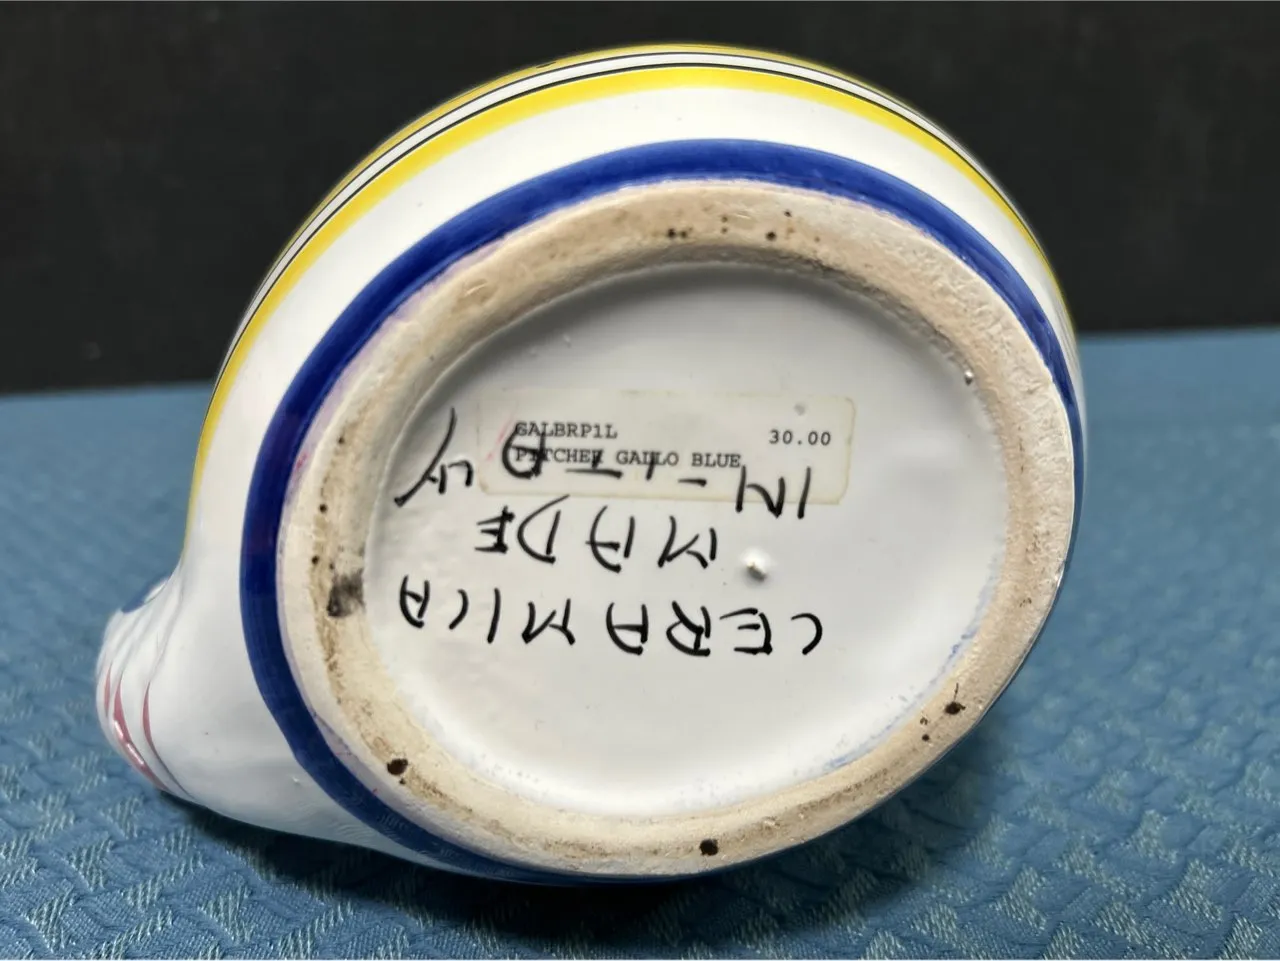 GALBRP1L 30.00
PITCHER GALLO BLUE
CERAMICA
MADE
IN - ITALY